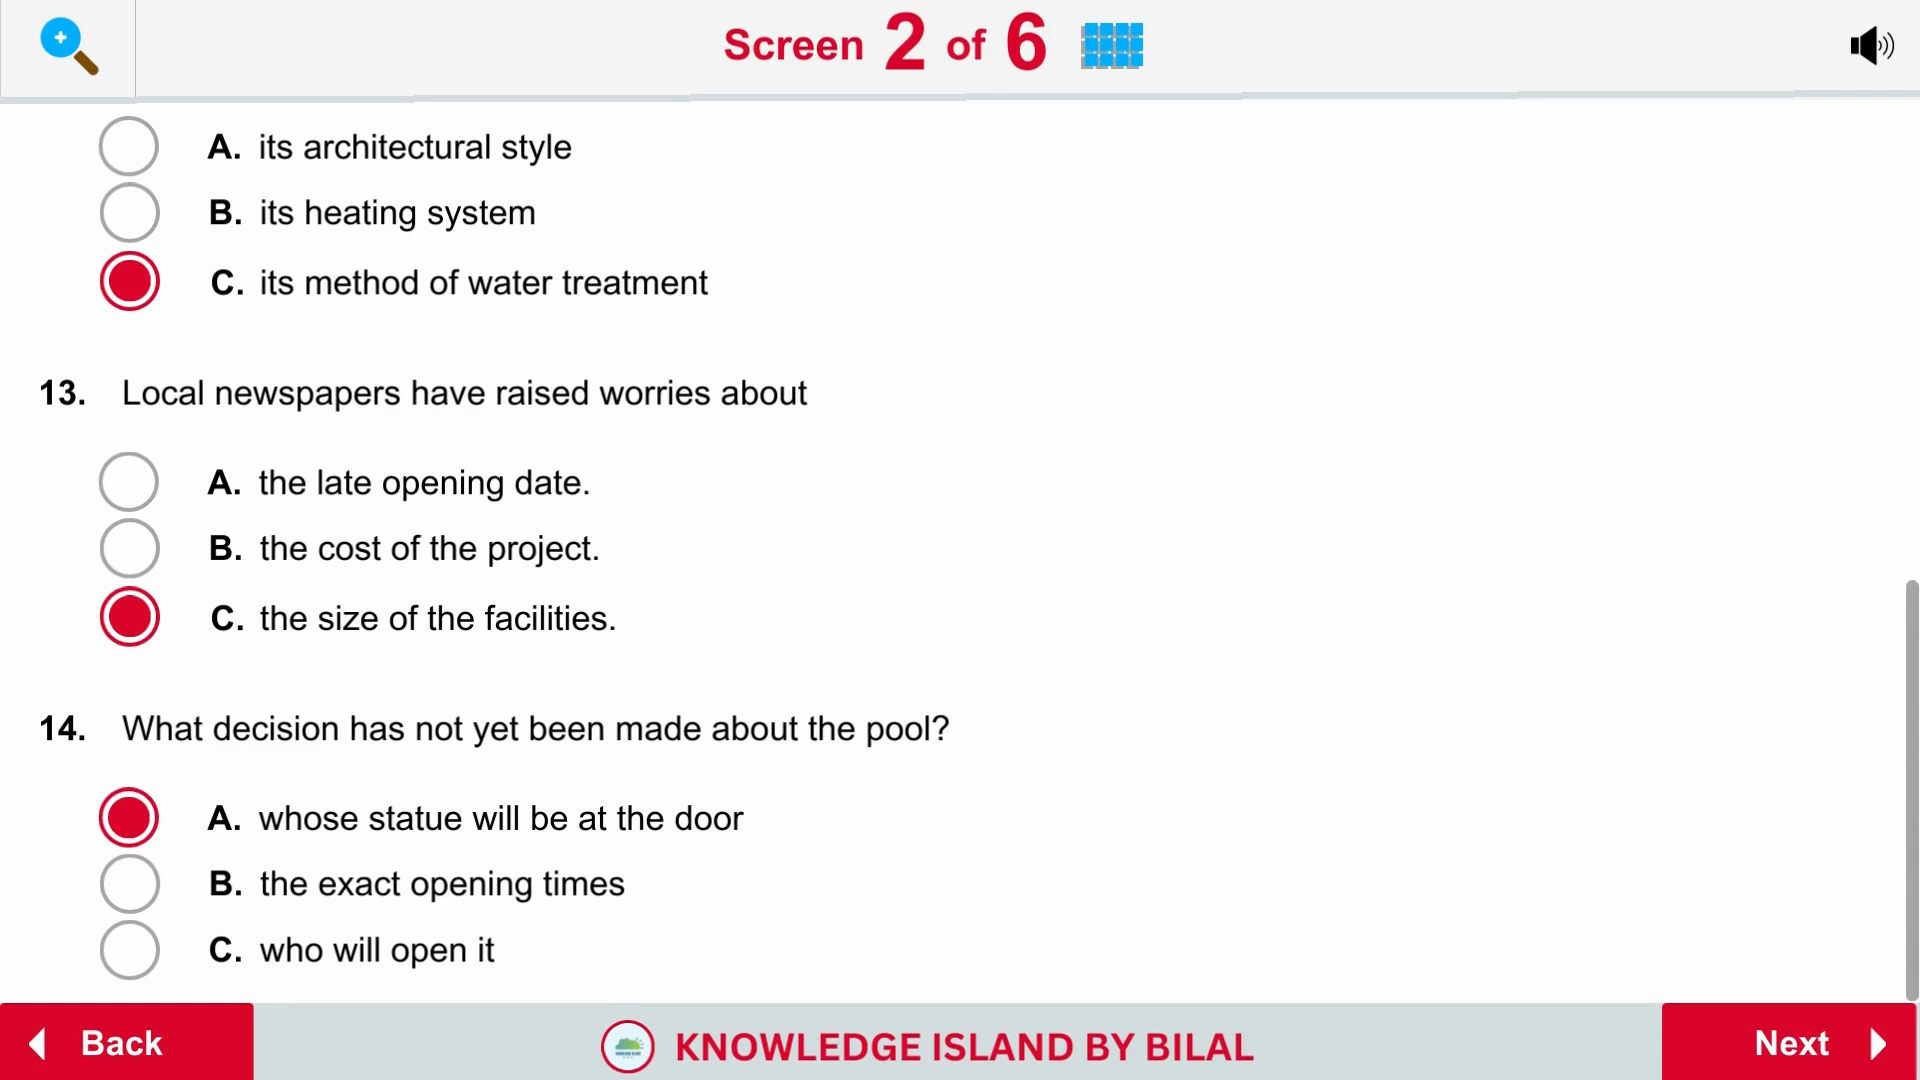 Screen 2 of 6
A. its architectural style
B. its heating system
C. its method of water treatment
13. Local newspapers have raised worries about
A. the late opening date.
B. the cost of the project.
C. the size of the facilities.
14. What decision has not yet been made about the pool?
A. whose statue will be at the door
B. the exact opening times
C. who will open it
Back
KNOWLEDGE ISLAND BY BILAL
Next